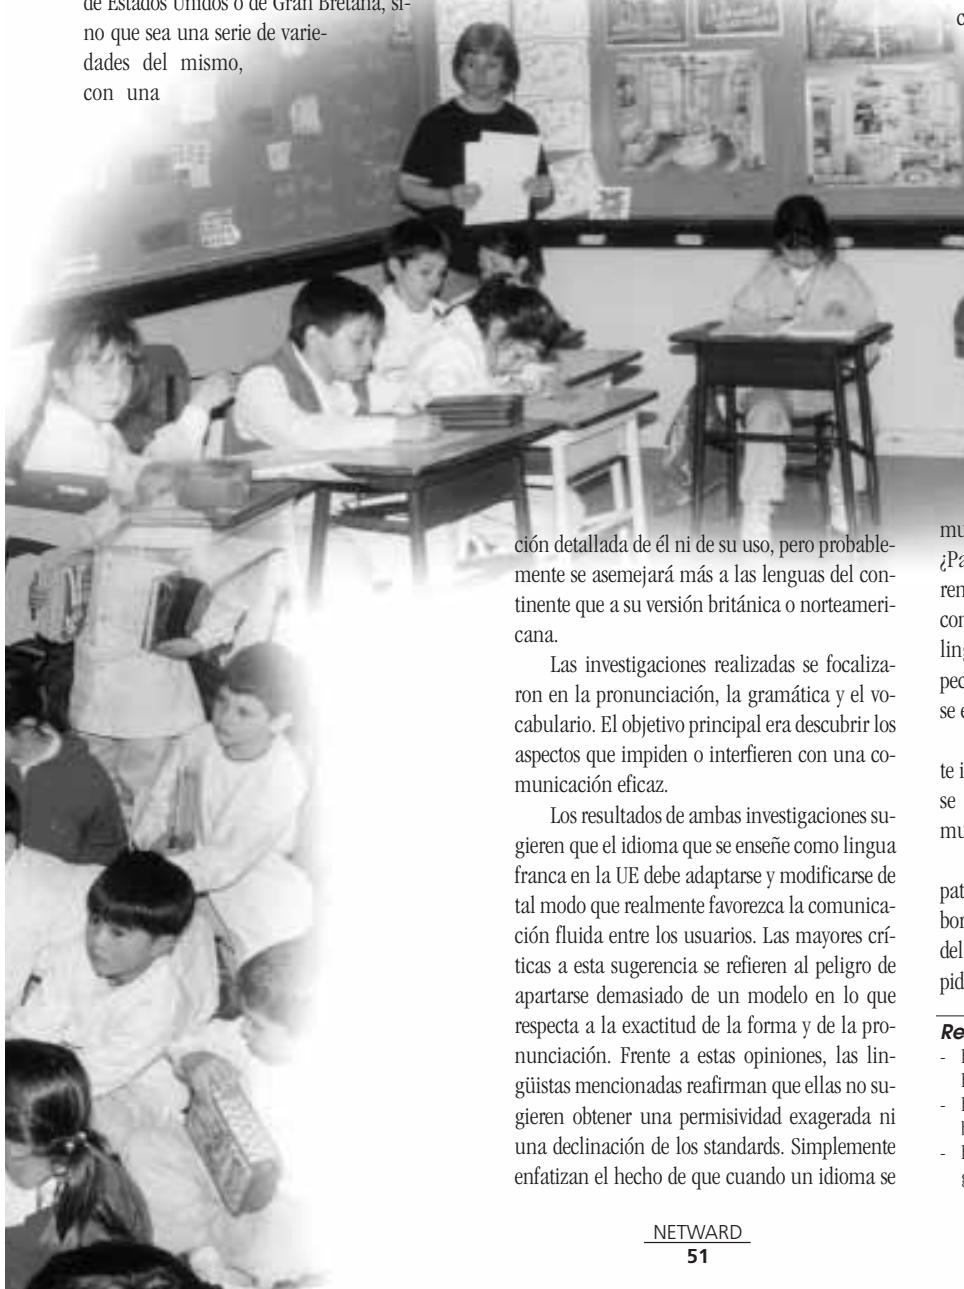 de Estados Unidos o de Gran Bretaña, si-
no que sea una serie de varie-
dades del mismo,
con una
ción detallada de él ni de su uso, pero probable-
mente se asemejará más a las lenguas del con-
tinente que a su versión británica o norteameri-
cana.
Las investigaciones realizadas se focaliza-
ron en la pronunciación, la gramática y el vo-
cabulario. El objetivo principal era descubrir los
aspectos que impiden o interfieren con una co-
municación eficaz.
Los resultados de ambas investigaciones su-
gieren que el idioma que se enseñe como lingua
franca en la UE debe adaptarse y modificarse de
tal modo que realmente favorezca la comunica-
ción fluida entre los usuarios. Las mayores crí-
ticas a esta sugerencia se refieren al peligro de
apartarse demasiado de un modelo en lo que
respecta a la exactitud de la forma y de la pro-
nunciación. Frente a estas opiniones, las lin-
güistas mencionadas reafirman que ellas no su-
gieren obtener una permisividad exagerada ni
una declinación de los standards. Simplemente
enfatizan el hecho de que cuando un idioma se
NETWARD
51